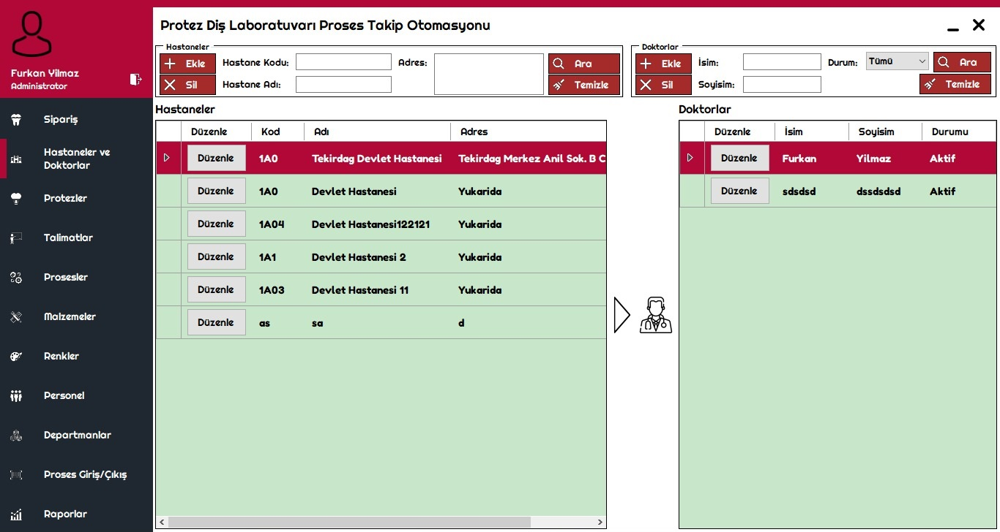 Furkan Yilmaz
Administrator
Sipariş
Hastaneler ve
Doktorlar
Protezler
Talimatlar
Prosesler
Malzemeler
Renkler
Personel
Departmanlar
Proses Giriş/Çıkış
Raporlar
Protez Diş Laboratuvarı Proses Takip Otomasyonu
Hastaneler
Ekle Hastane Kodu: Adres: Ara
Sil Hastane Adı: Temizle
Doktorlar
Ekle İsim: Durum: Tümü Ara
Sil Soyisim: Temizle
Hastaneler
Düzenle Kod Adı Adres
Düzenle 1A0 Tekirdag Devlet Hastanesi Tekirdag Merkez Anil Sok. B C
Düzenle 1A0 Devlet Hastanesi Yukarida
Düzenle 1A04 Devlet Hastanesi122121 Yukarida
Düzenle 1A1 Devlet Hastanesi 2 Yukarida
Düzenle 1A03 Devlet Hastanesi 11 Yukarida
Düzenle as sa d
Doktorlar
Düzenle İsim Soyisim Durumu
Düzenle Furkan Yilmaz Aktif
Düzenle sdsdsd dssdsdsd Aktif